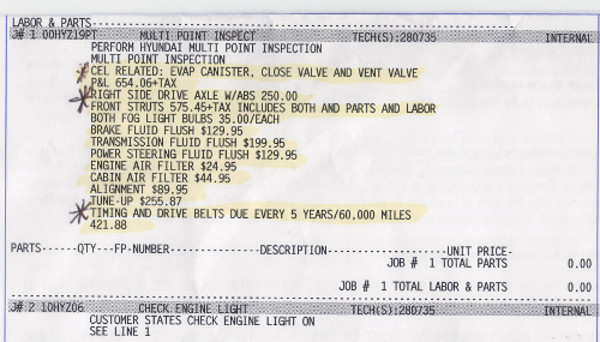 LABOR & PARTS
J# 1 00HYZ19PT MULTI POINT INSPECT TECH(S):280735 INTERNAL
PERFORM HYUNDAI MULTI POINT INSPECTION
MULTI POINT INSPECTION
CEL RELATED: EVAP CANISTER, CLOSE VALVE AND VENT VALVE
P&L 654.06+TAX
RIGHT SIDE DRIVE AXLE W/ABS 250.00
FRONT STRUTS 575.45+TAX INCLUDES BOTH AND PARTS AND LABOR
BOTH FOG LIGHT BULBS 35.00/EACH
BRAKE FLUID FLUSH $129.95
TRANSMISSION FLUID FLUSH $199.95
POWER STEERING FLUID FLUSH $129.95
ENGINE AIR FILTER $24.95
CABIN AIR FILTER $44.95
ALIGNMENT $89.95
TUNE-UP $255.87
TIMING AND DRIVE BELTS DUE EVERY 5 YEARS/60,000 MILES
421.88
PARTS------QTY---FP-NUMBER---------------DESCRIPTION--------------------UNIT PRICE-
JOB # 1 TOTAL PARTS 0.00
JOB # 1 TOTAL LABOR & PARTS 0.00
J# 2 10HYZ06 CHECK ENGINE LIGHT TECH(S):280735 INTERNAL
CUSTOMER STATES CHECK ENGINE LIGHT ON
SEE LINE 1